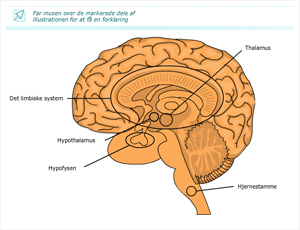 Før musen over de markerede dele af
illustrationen for at få en forklaring
Thalamus
Det limbiske system
Hypothalamus
Hypofysen
Hjernestamme